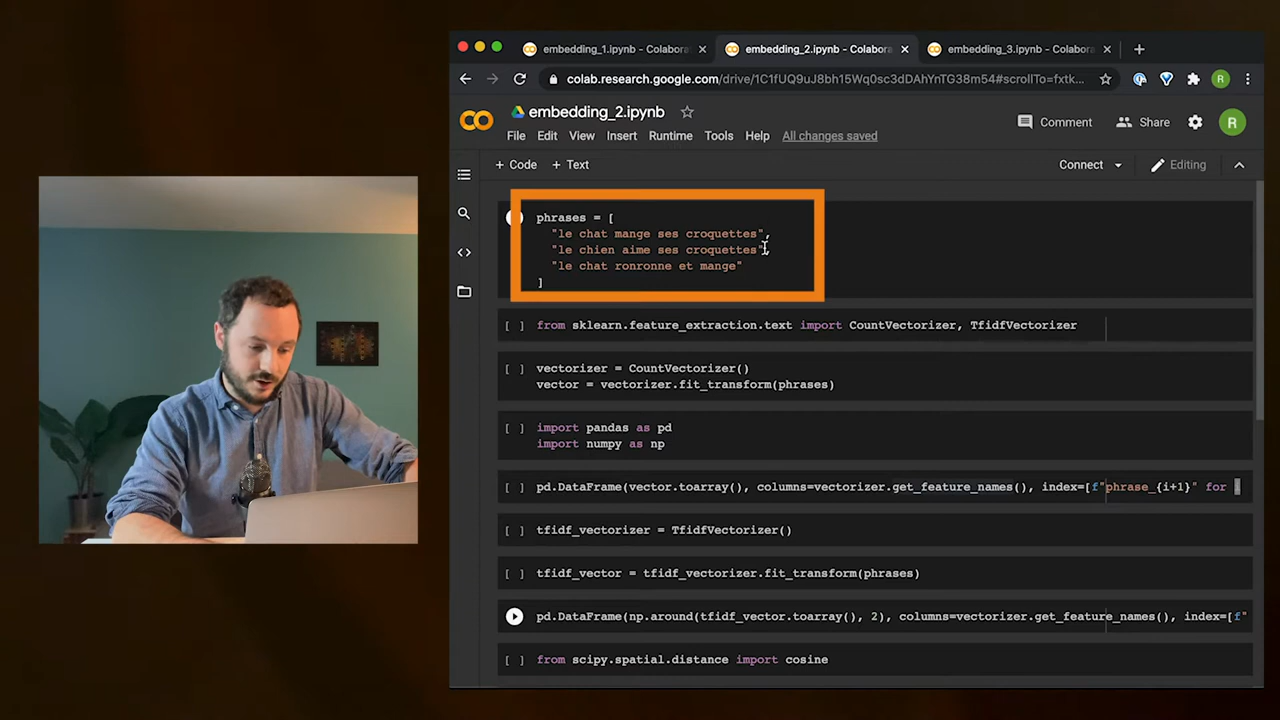 embedding_1.ipynb - Colabora
embedding_2.ipynb - Colabora
embedding_3.ipynb - Colabora
colab.research.google.com/drive/1C1fUQ9uJ8bh15Wq0sc3dDAhYnTG38m54#scrollTo=fxtk...
R
CO
embedding_2.ipynb
File Edit View Insert Runtime Tools Help All changes saved
Comment
Share
R
+ Code + Text
Connect
Editing
phrases = [
"le chat mange ses croquettes",
"le chien aime ses croquettes",
"le chat ronronne et mange"
]
[ ] from sklearn.feature_extraction.text import CountVectorizer, TfidfVectorizer
[ ] vectorizer = CountVectorizer()
vector = vectorizer.fit_transform(phrases)
[ ] import pandas as pd
import numpy as np
[ ] pd.DataFrame(vector.toarray(), columns=vectorizer.get_feature_names(), index=[f"phrase_{i+1}" for
[ ] tfidf_vectorizer = TfidfVectorizer()
[ ] tfidf_vector = tfidf_vectorizer.fit_transform(phrases)
pd.DataFrame(np.around(tfidf_vector.toarray(), 2), columns=vectorizer.get_feature_names(), index=[f"
[ ] from scipy.spatial.distance import cosine